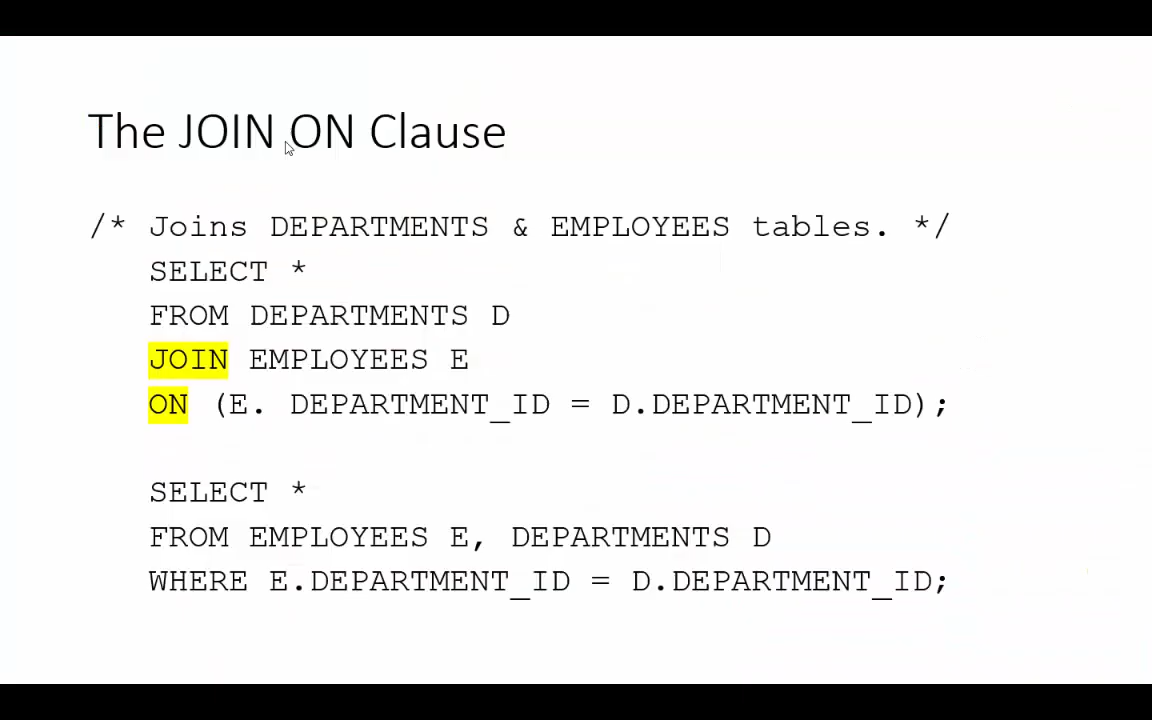 The JOIN ON Clause
/* Joins DEPARTMENTS & EMPLOYEES tables. */
SELECT *
FROM DEPARTMENTS D
JOIN EMPLOYEES E
ON (E. DEPARTMENT_ID = D.DEPARTMENT_ID);
SELECT *
FROM EMPLOYEES E, DEPARTMENTS D
WHERE E.DEPARTMENT_ID = D.DEPARTMENT_ID;